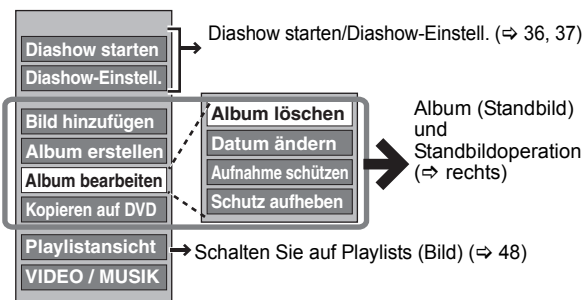 Diashow starten
Diashow-Einstell.
Diashow starten/Diashow-Einstell. (⇨ 36, 37)
Bild hinzufügen
Album erstellen
Album bearbeiten
Kopieren auf DVD
Album löschen
Datum ändern
Aufnahme schützen
Schutz aufheben
Album (Standbild)
und
Standbildoperation
(⇨ rechts)
Playlistansicht
VIDEO / MUSIK
Schalten Sie auf Playlists (Bild) (⇨ 48)